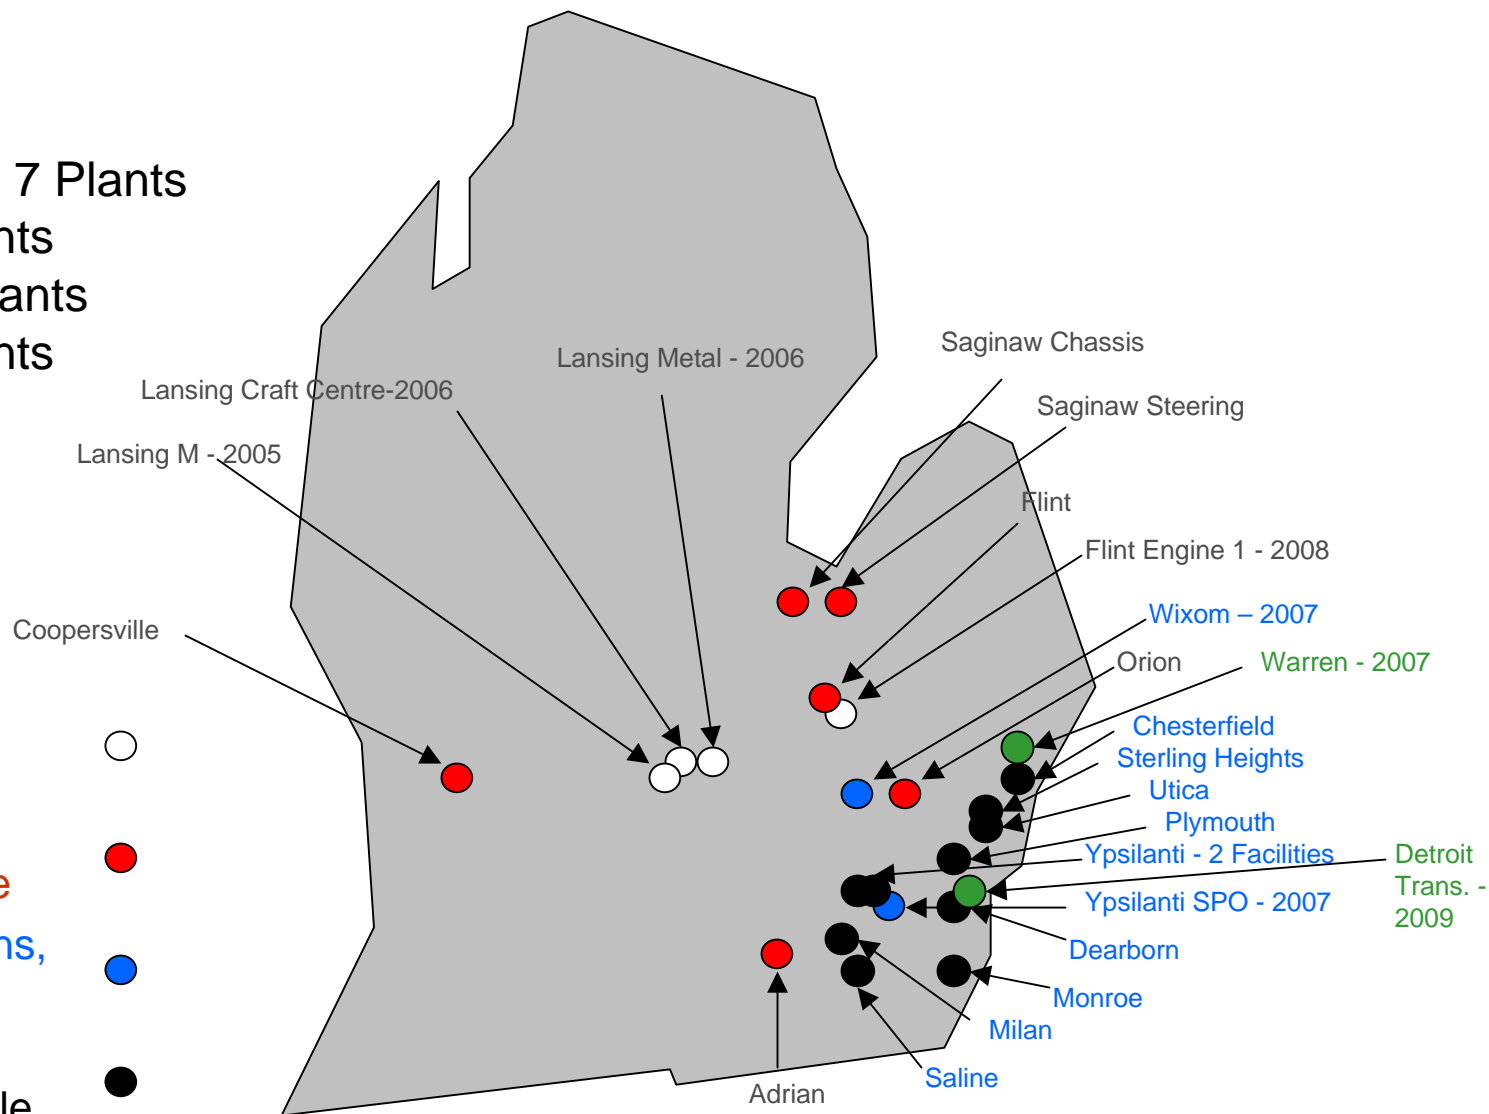 7 Plants
nts
ants
nts
Saginaw Chassis
Lansing Metal - 2006
Lansing Craft Centre-2006
Saginaw Steering
Lansing M - 2005
Flint
Flint Engine 1 - 2008
Wixom – 2007
Coopersville
Orion
Warren - 2007
Chesterfield
Sterling Heights
Utica
Plymouth
Ypsilanti - 2 Facilities
Detroit
Trans. -
2009
e
Ypsilanti SPO - 2007
ns,
Dearborn
Monroe
Milan
Saline
Adrian
le